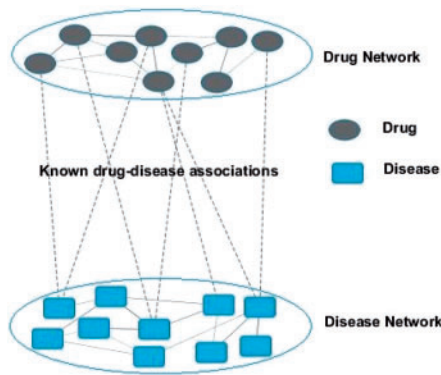 Drug Network
Drug
Known drug-disease associations
Disease
Disease Network